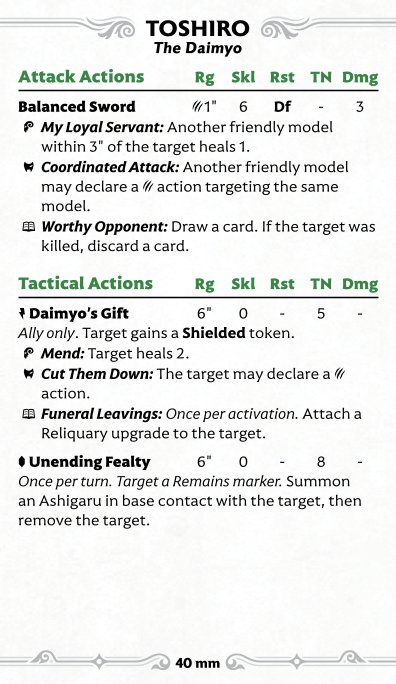 TOSHIRO
The Daimyo
Attack Actions Rg Skl Rst TN Dmg
Balanced Sword 1" 6 Df - 3
My Loyal Servant: Another friendly model
within 3" of the target heals 1.
Coordinated Attack: Another friendly model
may declare a action targeting the same
model.
Worthy Opponent: Draw a card. If the target was
killed, discard a card.
Tactical Actions Rg Skl Rst TN Dmg
Daimyo's Gift 6" 0 - 5 -
Ally only. Target gains a Shielded token.
Mend: Target heals 2.
Cut Them Down: The target may declare a
action.
Funeral Leavings: Once per activation. Attach a
Reliquary upgrade to the target.
Unending Fealty 6" 0 - 8 -
Once per turn. Target a Remains marker. Summon
an Ashigaru in base contact with the target, then
remove the target.
40 mm